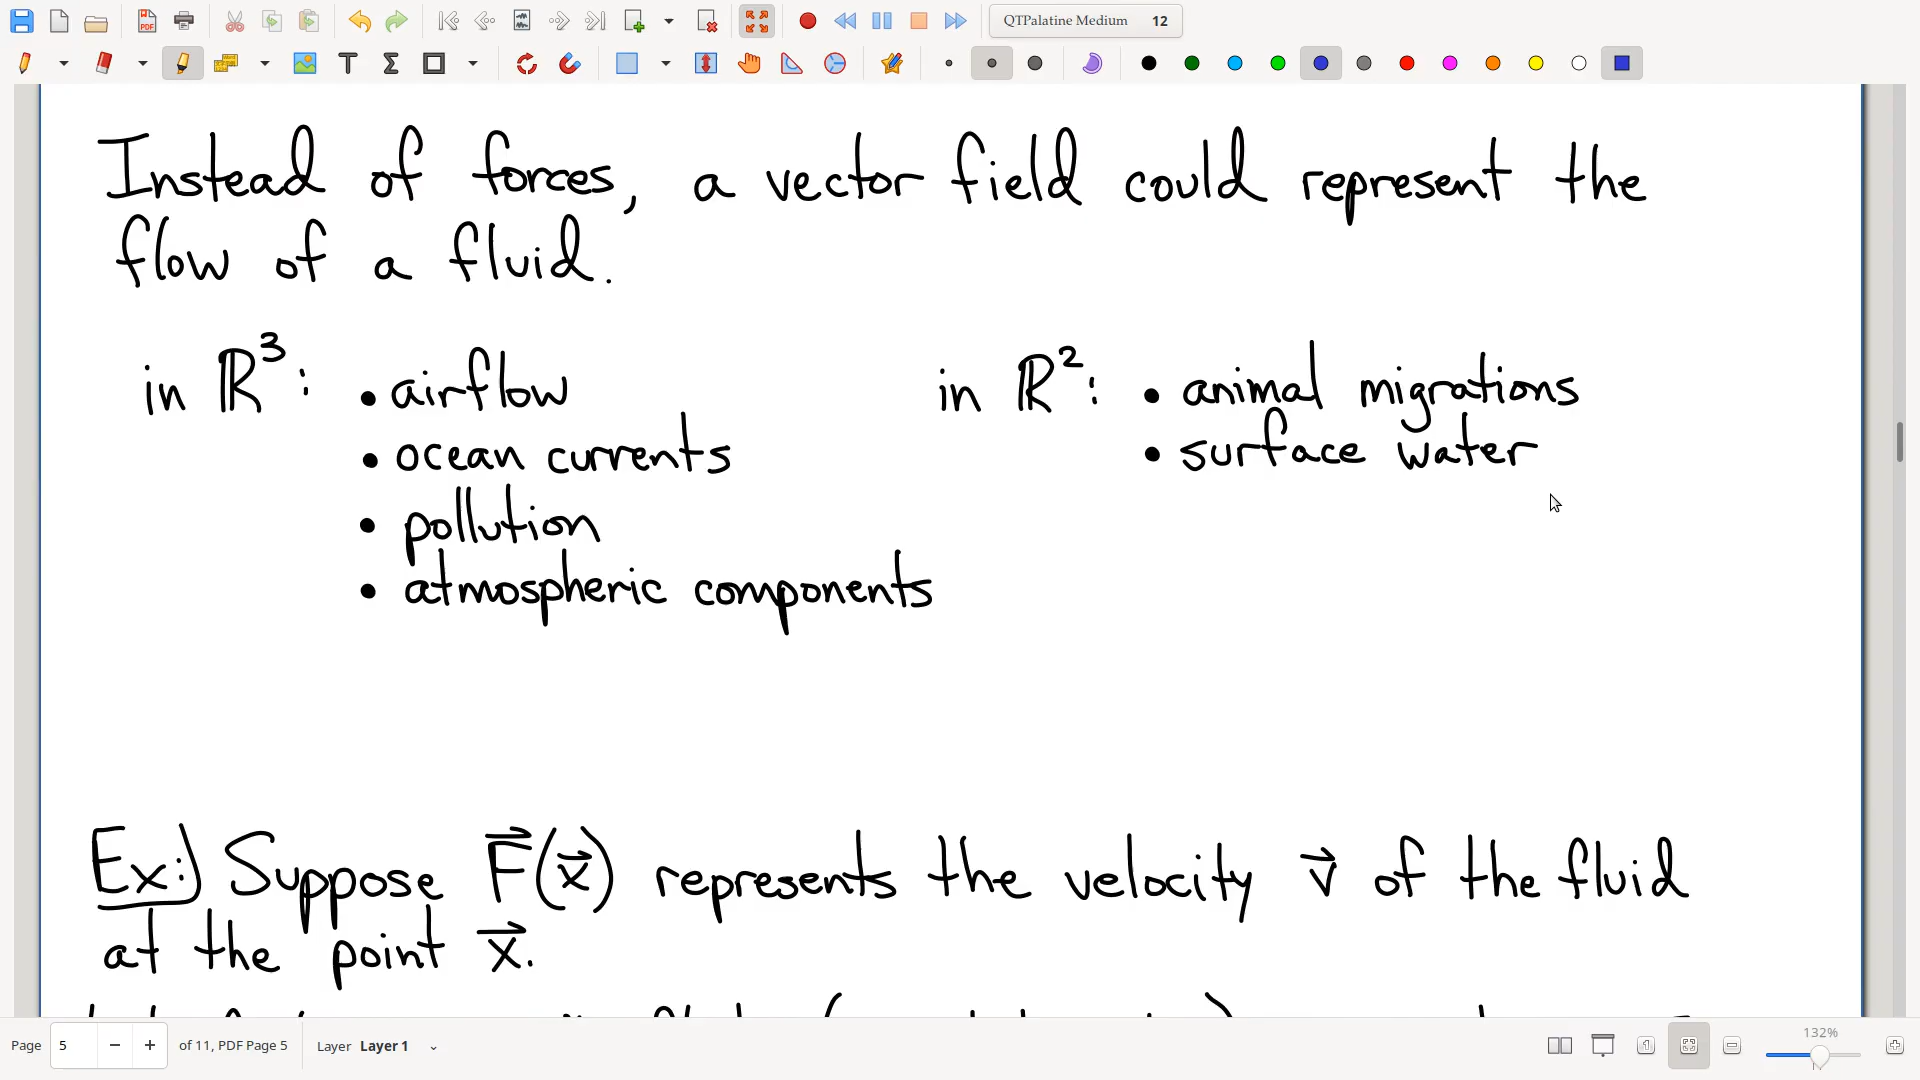 QTPalatine Medium 12
Instead of forces, a vector field could represent the
flow of a fluid.
in ℝ³: • airflow
• ocean currents
• pollution
• atmospheric components
in ℝ²: • animal migrations
• surface water
Ex:) Suppose F⃗(x⃗) represents the velocity v⃗ of the fluid
at the point x⃗.
Page 5 of 11, PDF Page 5 Layer Layer 1 132%